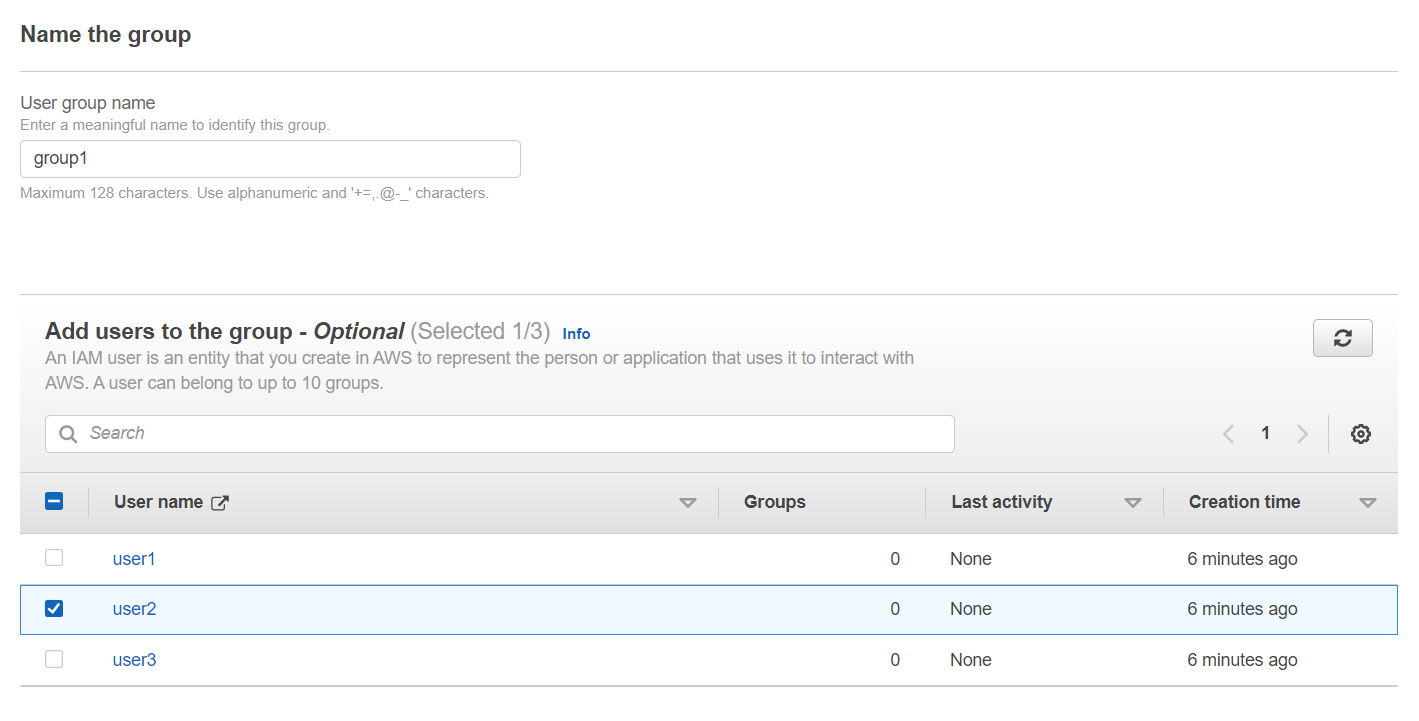 Name the group
User group name
Enter a meaningful name to identify this group.
group1
Maximum 128 characters. Use alphanumeric and '+=,.@-_' characters.
Add users to the group - Optional (Selected 1/3) Info
An IAM user is an entity that you create in AWS to represent the person or application that uses it to interact with
AWS. A user can belong to up to 10 groups.
Search
1
User name Groups Last activity Creation time
user1 0 None 6 minutes ago
user2 0 None 6 minutes ago
user3 0 None 6 minutes ago